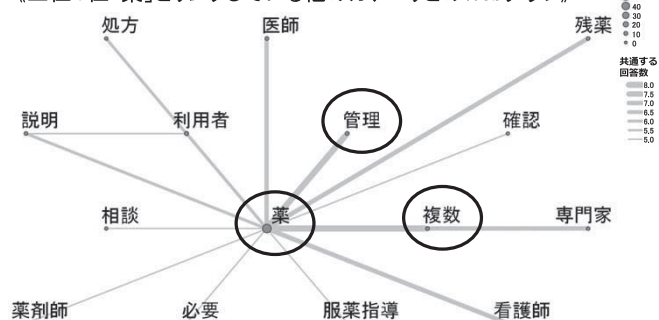 処方 医師 残薬
説明 利用者 管理 確認
相談 薬 複数 専門家
薬剤師 必要 服薬指導 看護師
40
30
20
10
0
共通する
回答数
8.0
7.5
7.0
6.5
6.0
5.5
5.0